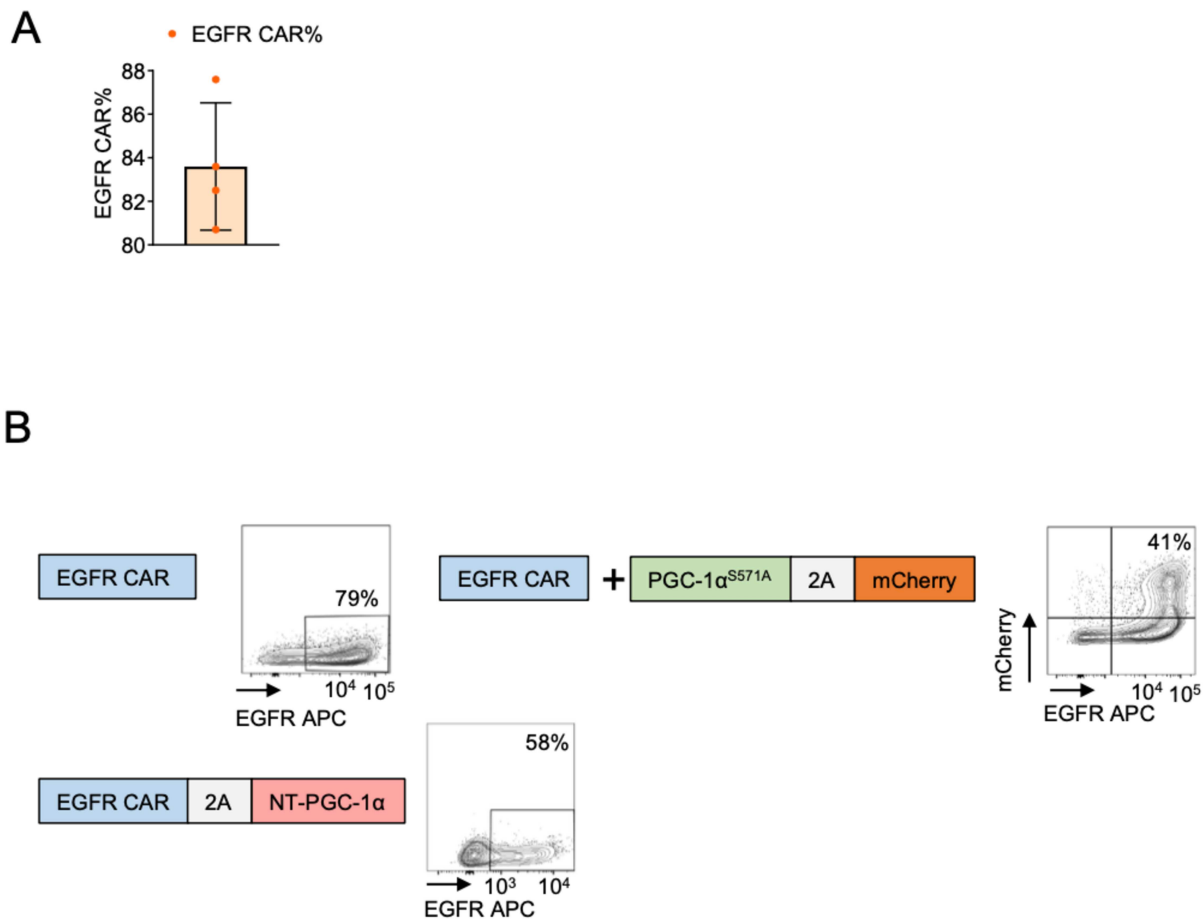 A
EGFR CAR%
EGFR CAR%
88
86
84
82
80
B
EGFR CAR
79%
10⁴ 10⁵
EGFR APC
EGFR CAR + PGC-1α^S571A 2A mCherry
41%
mCherry
10⁴ 10⁵
EGFR APC
EGFR CAR 2A NT-PGC-1α
58%
10³ 10⁴
EGFR APC